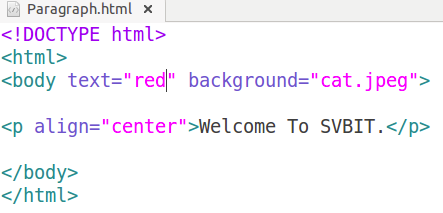 Paragraph.html ×
<!DOCTYPE html>
<html>
<body text="red" background="cat.jpeg">
<p align="center">Welcome To SVBIT.</p>
</body>
</html>